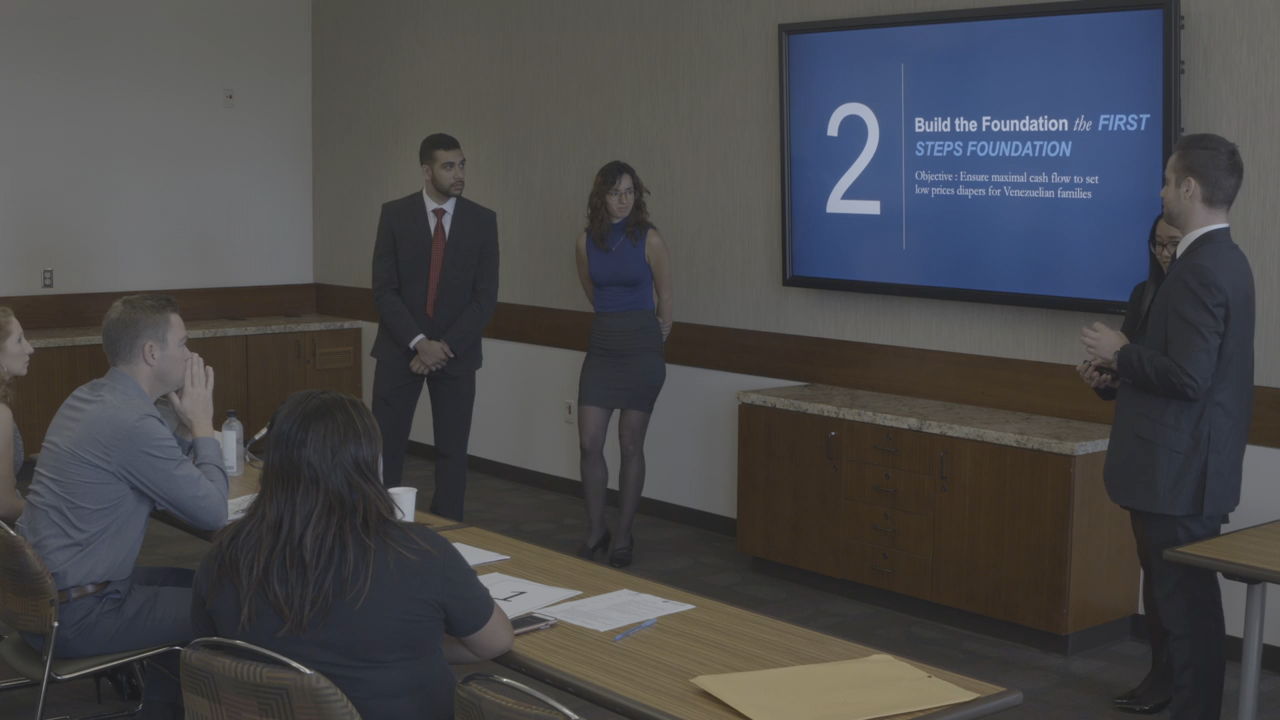 2
Build the Foundation the FIRST
STEPS FOUNDATION
Objective : Ensure maximal cash flow to set
low prices diapers for Venezuelian families